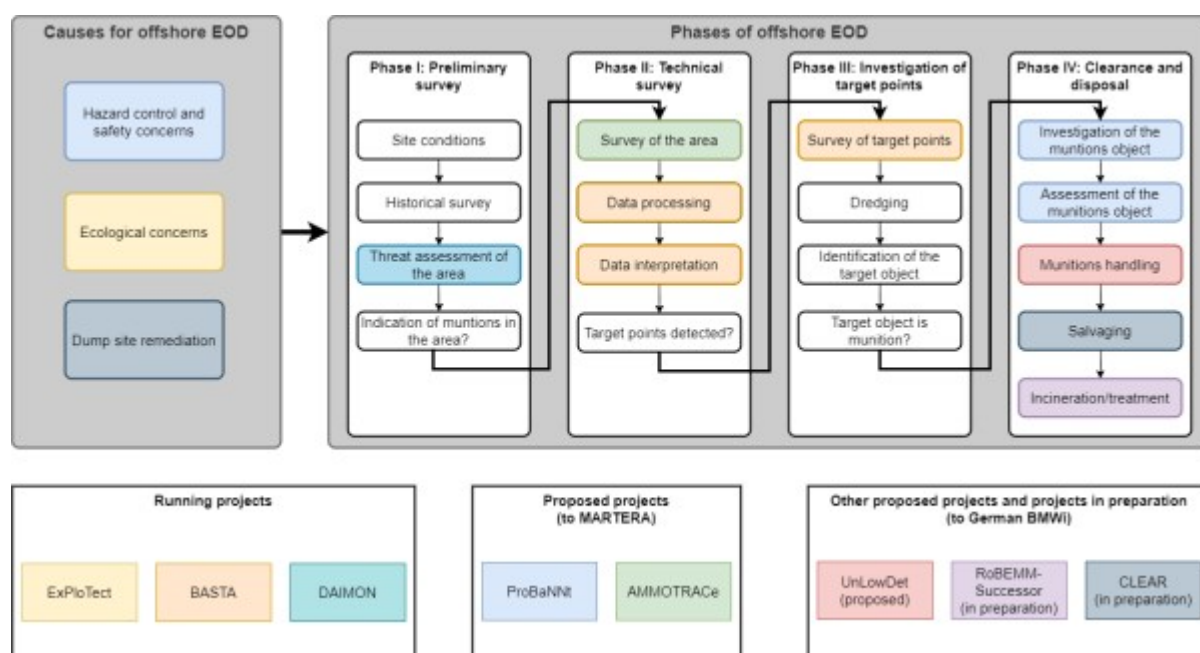 Causes for offshore EOD
Hazard control and
safety concerns
Ecological concerns
Dump site remediation
Phases of offshore EOD
Phase I: Preliminary
survey
Site conditions
Historical survey
Threat assessment of
the area
Indication of muntions in
the area?
Phase II: Technical
survey
Survey of the area
Data processing
Data interpretation
Target points detected?
Phase III: Investigation of
target points
Survey of target points
Dredging
Identification of the
target object
Target object is
munition?
Phase IV: Clearance and
disposal
Investigation of the
munitions object
Assessment of the
munitions object
Munitions handling
Salvaging
Incineration/treatment
Running projects
ExPloTect
BASTA
DAIMON
Proposed projects
(to MARTERA)
ProBaNNt
AMMOTRACe
Other proposed projects and projects in preparation
(to German BMWi)
UnLowDet
(proposed)
RoBEMM-
Successor
(in preparation)
CLEAR
(in preparation)